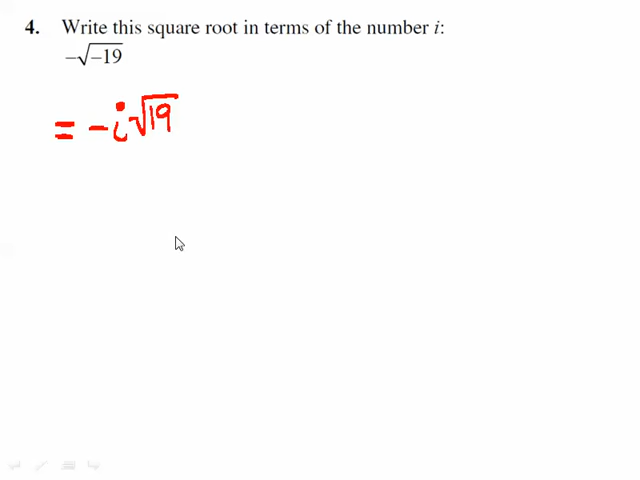 4. Write this square root in terms of the number i:
−√−19
= −i√19